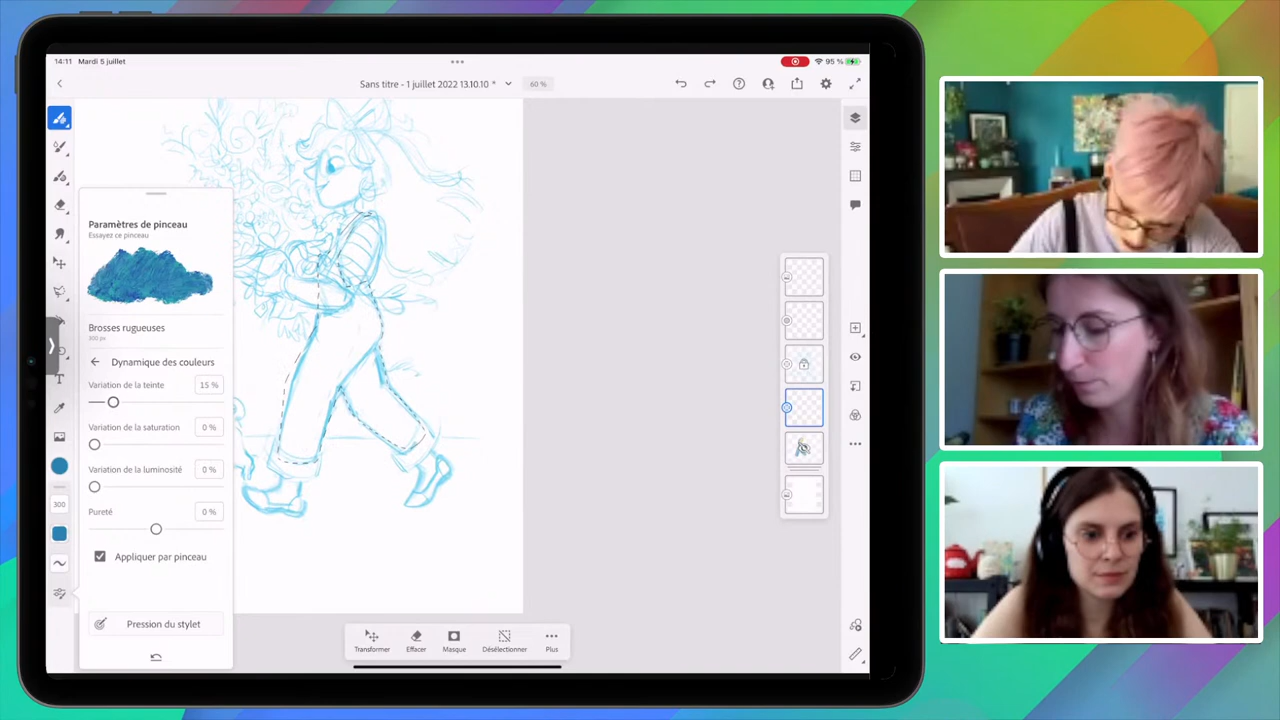 14:11 Mardi 5 juillet
95 %
Sans titre - 1 juillet 2022 13.10.10 *
60 %
Paramètres de pinceau
Essayez ce pinceau
Brosses rugueuses
300 px
Dynamique des couleurs
Variation de la teinte 15 %
Variation de la saturation 0 %
Variation de la luminosité 0 %
Pureté 0 %
Appliquer par pinceau
Pression du stylet
T
300
Transformer
Effacer
Masque
Désélectionner
Plus